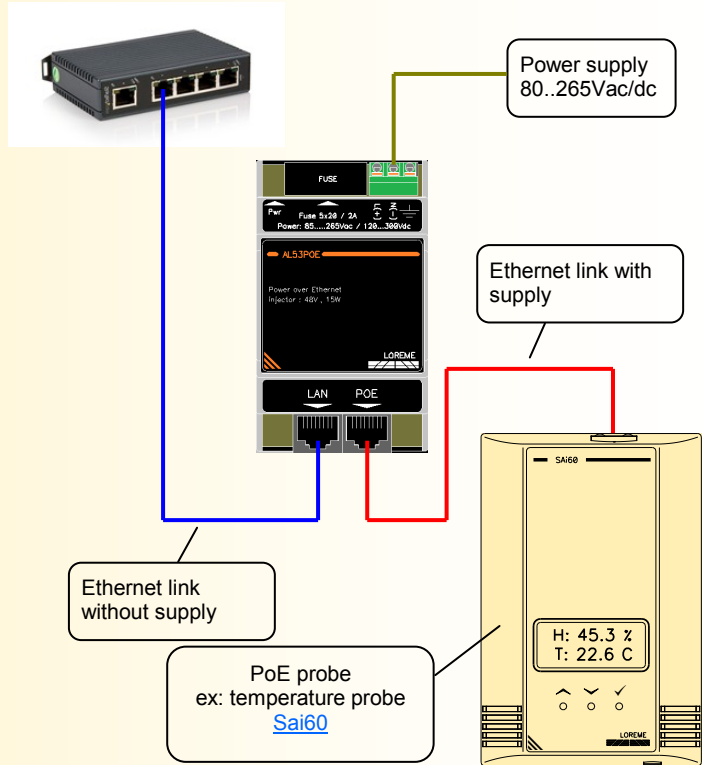 Power supply
80..265Vac/dc
FUSE
Pwr
Fuse 5x20 / 2A
L N
(+) (-)
Power: 85.....265Vac / 120...300Vdc
AL53POE
Power over Ethernet
injector : 48V , 15W
LOREME
LAN POE
Ethernet link with
supply
SAi60
Ethernet link
without supply
H: 45.3 %
T: 22.6 C
PoE probe
ex: temperature probe
Sai60
LOREME